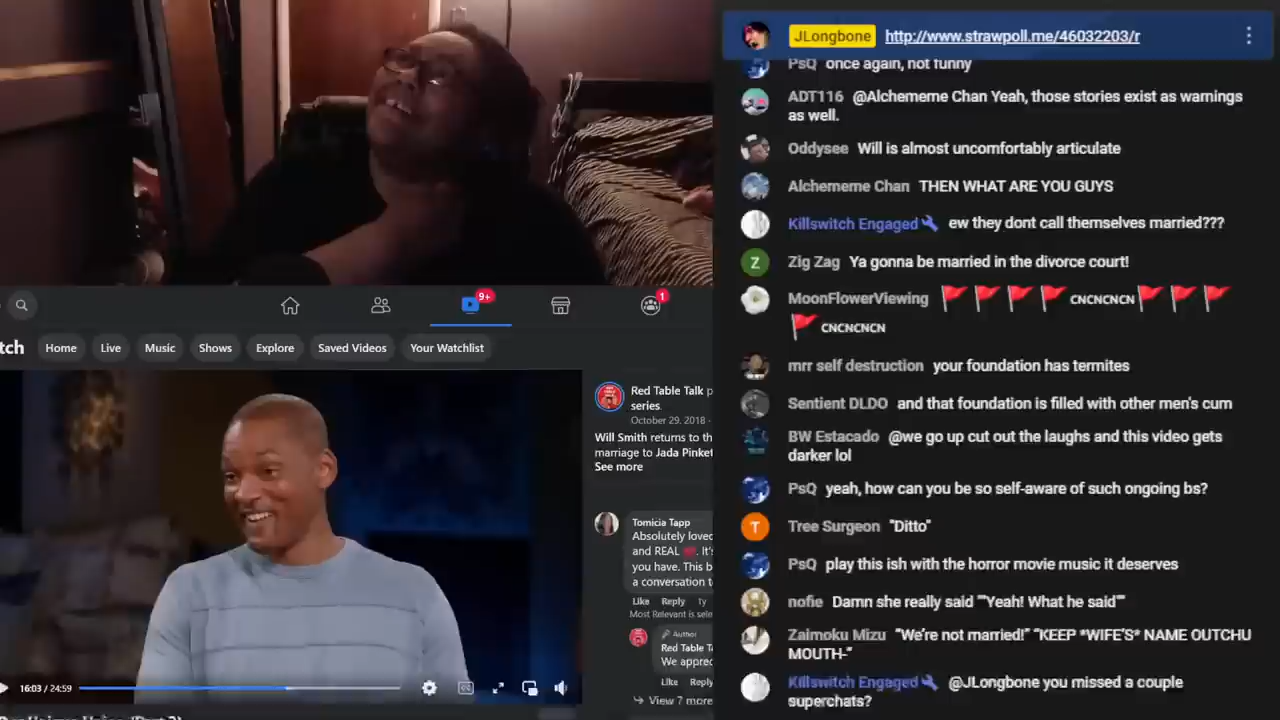 JLongbone http://www.strawpoll.me/46032203/r
PsQ once again, not funny
ADT116 @Alchememe Chan Yeah, those stories exist as warnings
as well.
Oddysee Will is almost uncomfortably articulate
Alchememe Chan THEN WHAT ARE YOU GUYS
Killswitch Engaged ew they dont call themselves married???
Z Zig Zag Ya gonna be married in the divorce court!
MoonFlowerViewing 🚩🚩🚩🚩CNCNCNCN🚩🚩🚩🚩
🚩CNCNCNCN
mrr self destruction your foundation has termites
Sentient DLDO and that foundation is filled with other men's cum
BW Estacado @we go up cut out the laughs and this video gets
darker lol
PsQ yeah, how can you be so self-aware of such ongoing bs?
T Tree Surgeon "Ditto"
PsQ play this ish with the horror movie music it deserves
nofie Damn she really said '"Yeah! What he said"'
Zaimoku Mizu "We're not married!" "KEEP *WIFE'S* NAME OUTCHU
MOUTH-"
Killswitch Engaged @JLongbone you missed a couple
superchats?
9+
1
tch Home Live Music Shows Explore Saved Videos Your Watchlist
Red Table Talk p
series.
October 29, 2018 ·
Will Smith returns to th
marriage to Jada Pinket
See more
Tomicia Tapp
Absolutely loved
and REAL ❤️. It's
you have. This b
a conversation t
Like Reply 1y
Most Relevant is sele
Author
Red Table T
We apprec
Like Reply
View 7 more
16:03 / 24:59